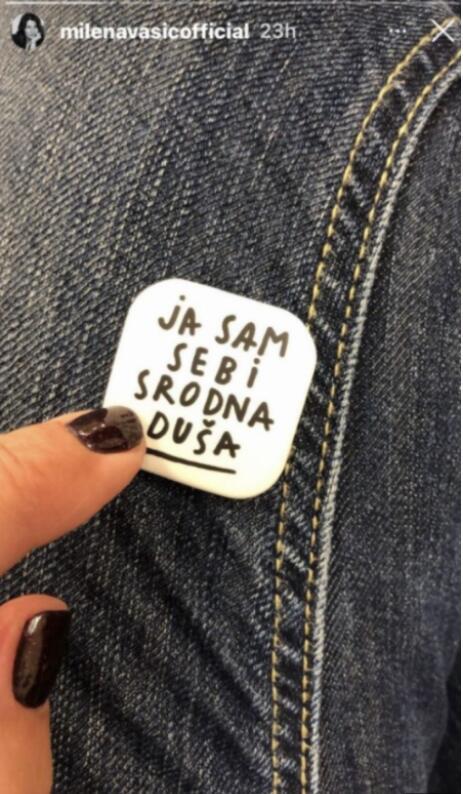 milenavasicofficial 23h
JA SAM
SEBI
SRODNA
DUŠA